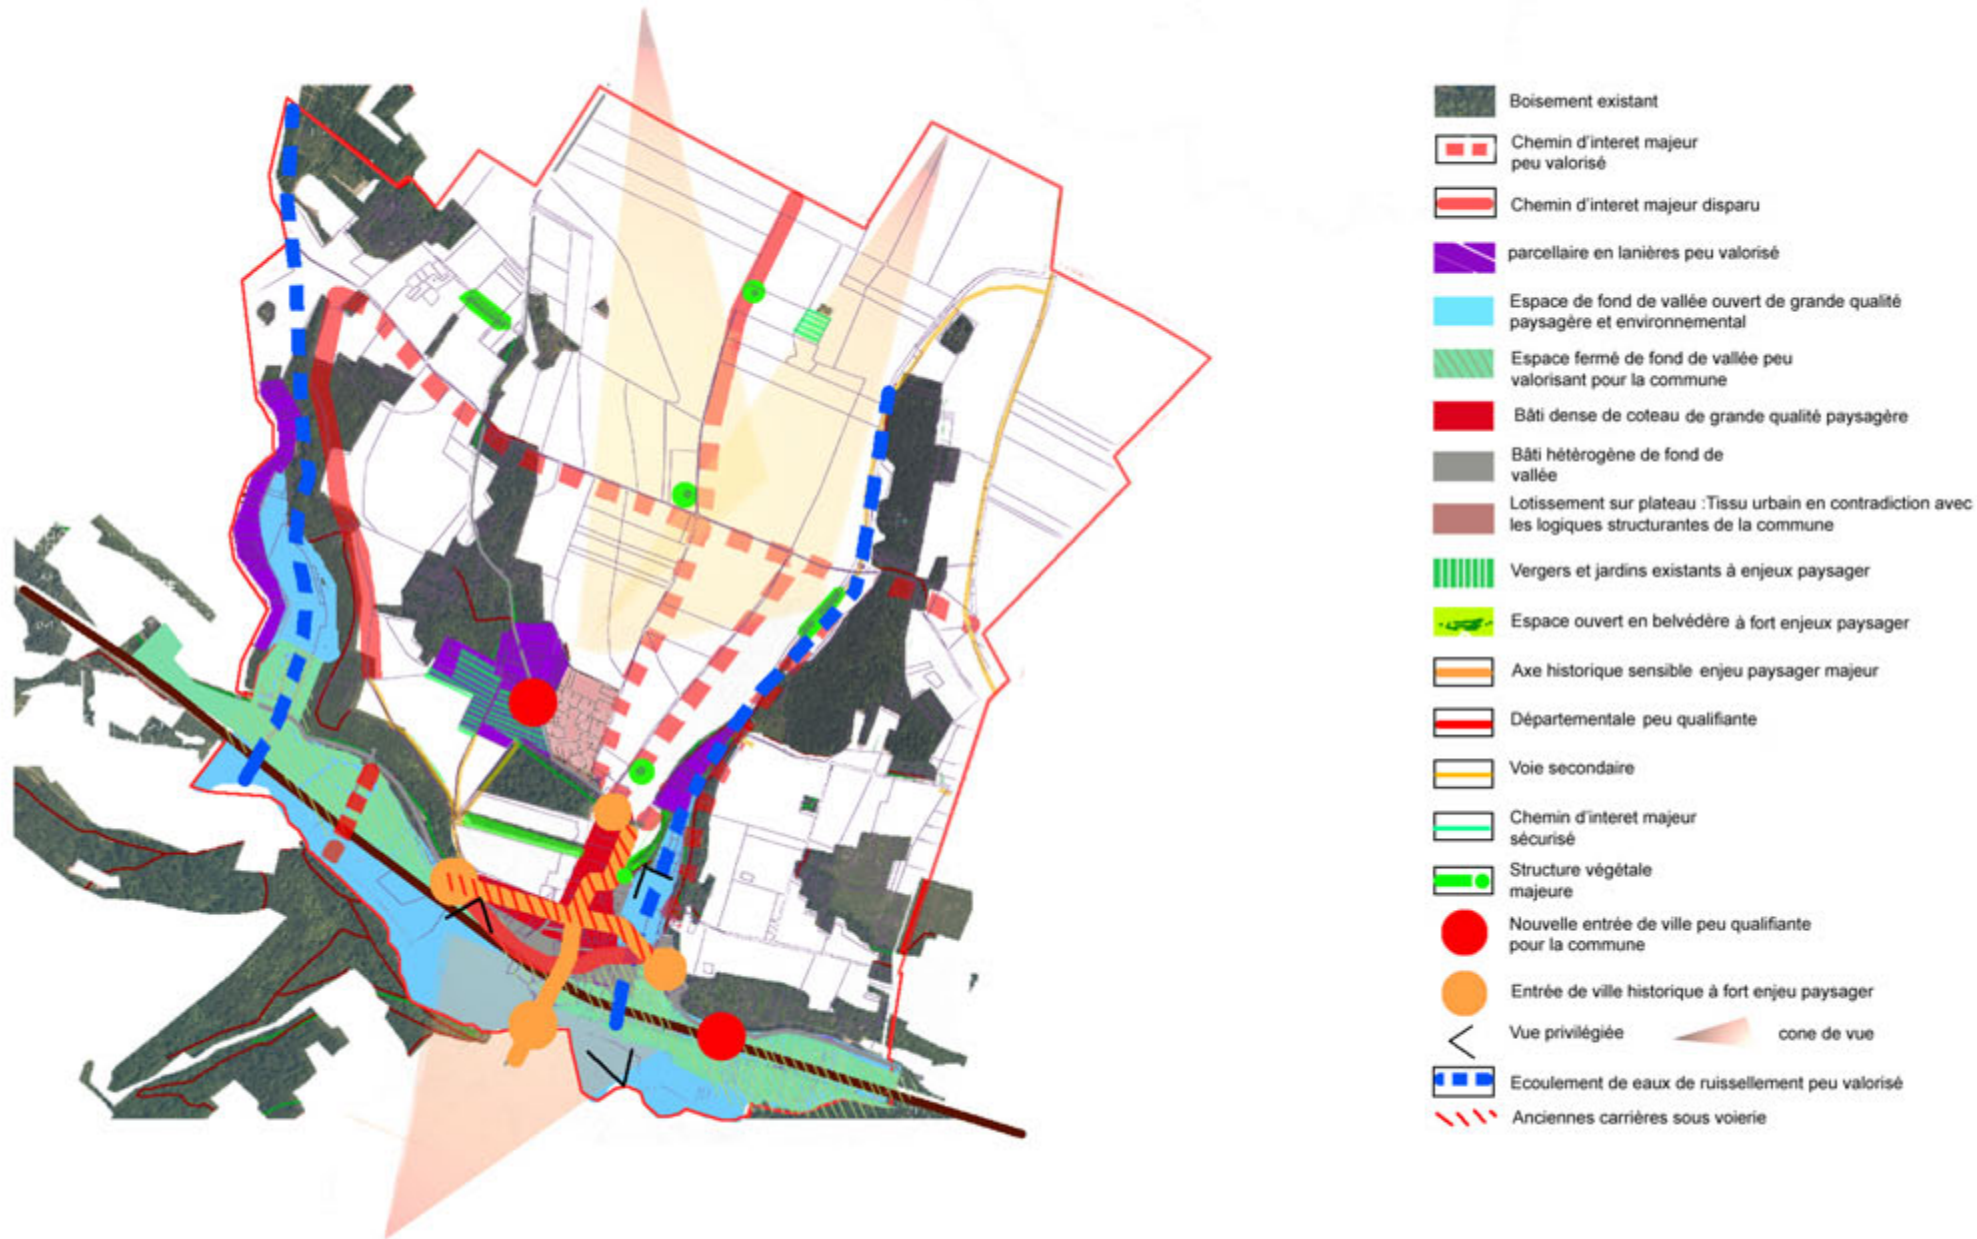 Boisement existant
Chemin d'interet majeur
peu valorisé
Chemin d'interet majeur disparu
parcellaire en lanières peu valorisé
Espace de fond de vallée ouvert de grande qualité
paysagère et environnemental
Espace fermé de fond de vallée peu
valorisant pour la commune
Bâti dense de coteau de grande qualité paysagère
Bâti hétèrogène de fond de
vallée
Lotissement sur plateau :Tissu urbain en contradiction avec
les logiques structurantes de la commune
Vergers et jardins existants à enjeux paysager
Espace ouvert en belvédère à fort enjeux paysager
Axe historique sensible enjeu paysager majeur
Départementale peu qualifiante
Voie secondaire
Chemin d'interet majeur
sécurisé
Structure végétale
majeure
Nouvelle entrée de ville peu qualifiante
pour la commune
Entrée de ville historique à fort enjeu paysager
Vue privilégiée cone de vue
Ecoulement de eaux de ruissellement peu valorisé
Anciennes carrières sous voierie